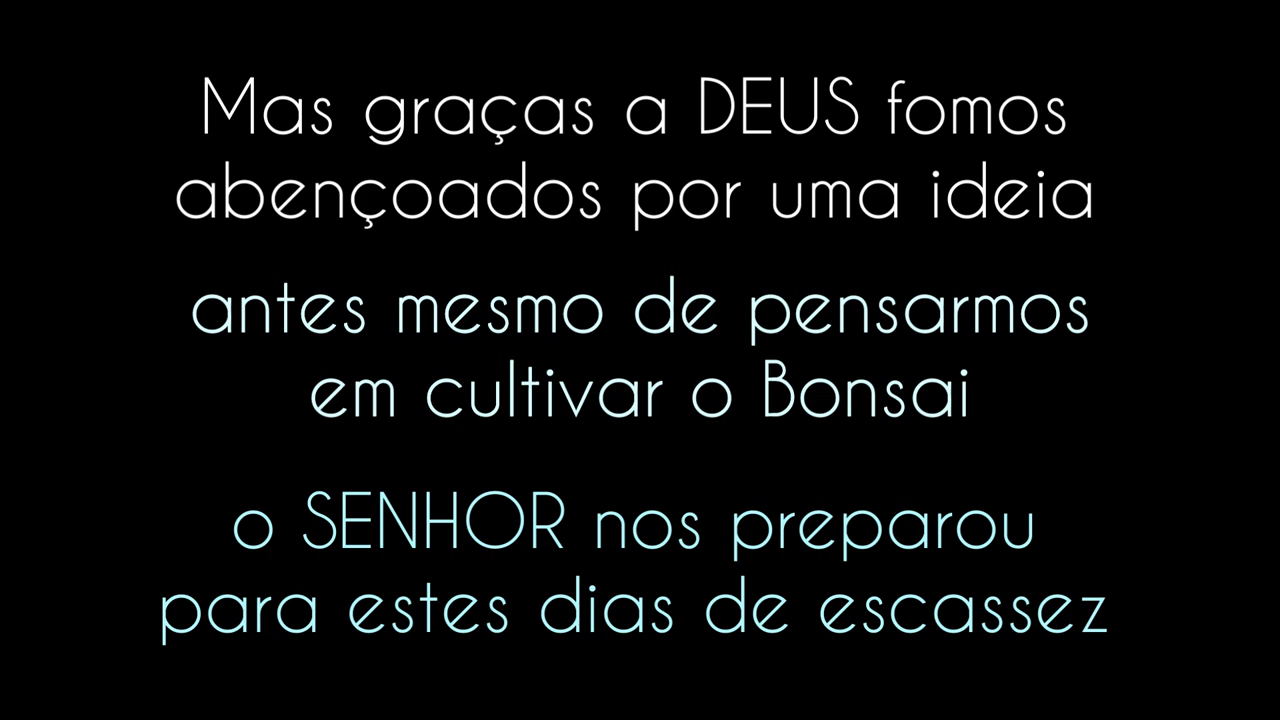 Mas graças a DEUS fomos
abençoados por uma ideia
antes mesmo de pensarmos
em cultivar o Bonsai
o SENHOR nos preparou
para estes dias de escassez